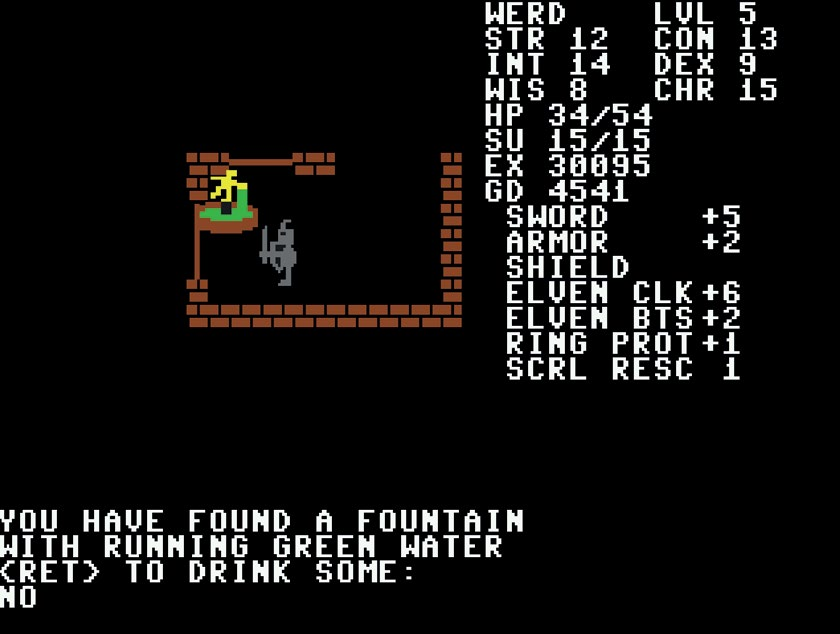 WERD LVL 5
STR 12 CON 13
INT 14 DEX 9
WIS 8 CHR 15
HP 34/54
SU 15/15
EX 30095
GD 4541
SWORD +5
ARMOR +2
SHIELD
ELVEN CLK+6
ELVEN BTS+2
RING PROT+1
SCRL RESC 1
YOU HAVE FOUND A FOUNTAIN
WITH RUNNING GREEN WATER
<RET> TO DRINK SOME:
NO